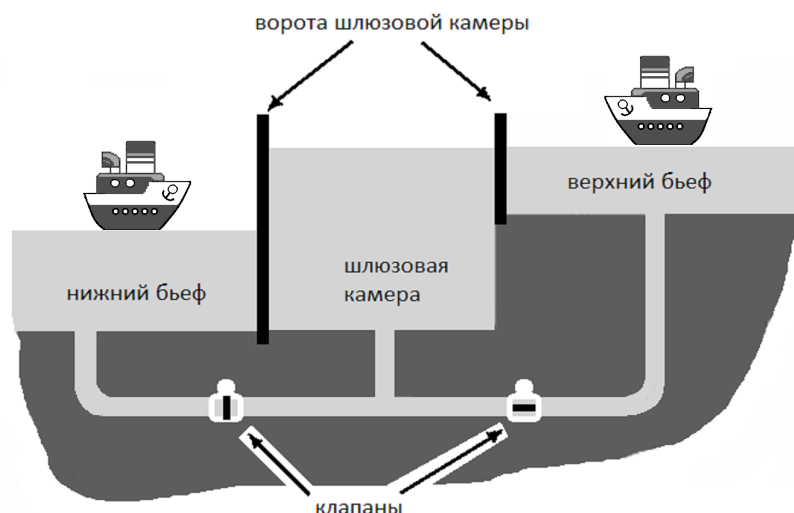 ворота шлюзовой камеры
верхний бьеф
шлюзовая
камера
нижний бьеф
клапаны